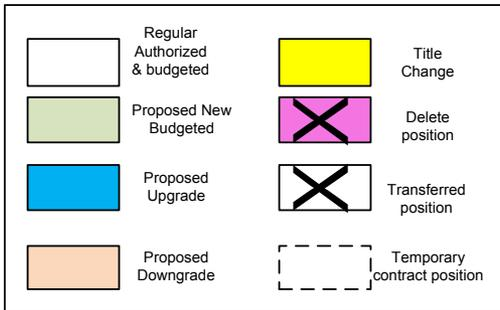 Regular
Authorized
& budgeted
Title
Change
Proposed New
Budgeted
Delete
position
Proposed
Upgrade
Transferred
position
Proposed
Downgrade
Temporary
contract position